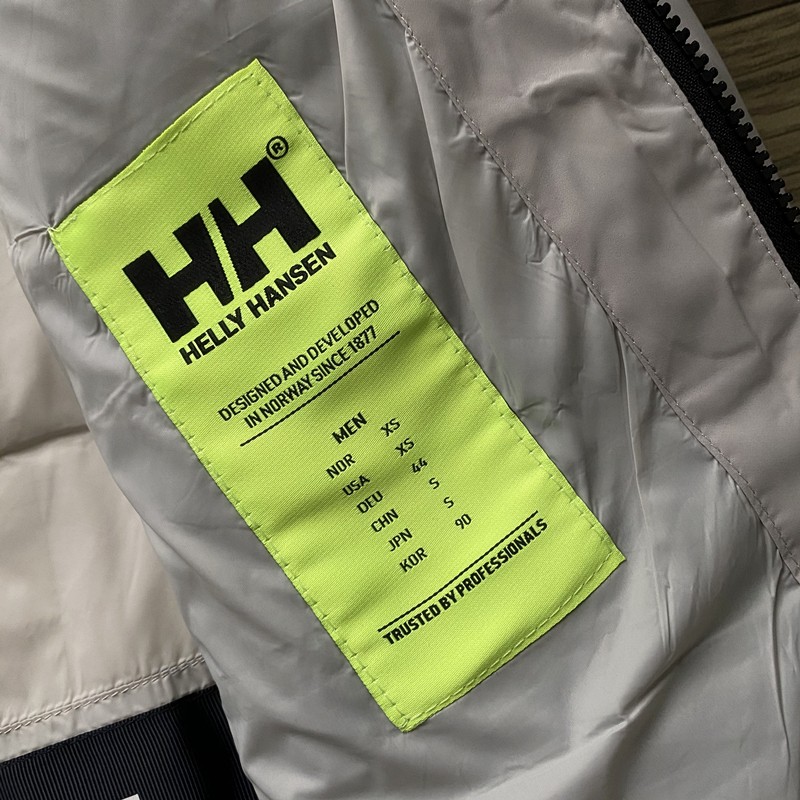 HH®
HELLY HANSEN
DESIGNED AND DEVELOPED
IN NORWAY SINCE 1877
MEN
NOR XS
USA XS
DEU 44
CHN S
JPN S
KOR 90
TRUSTED BY PROFESSIONALS